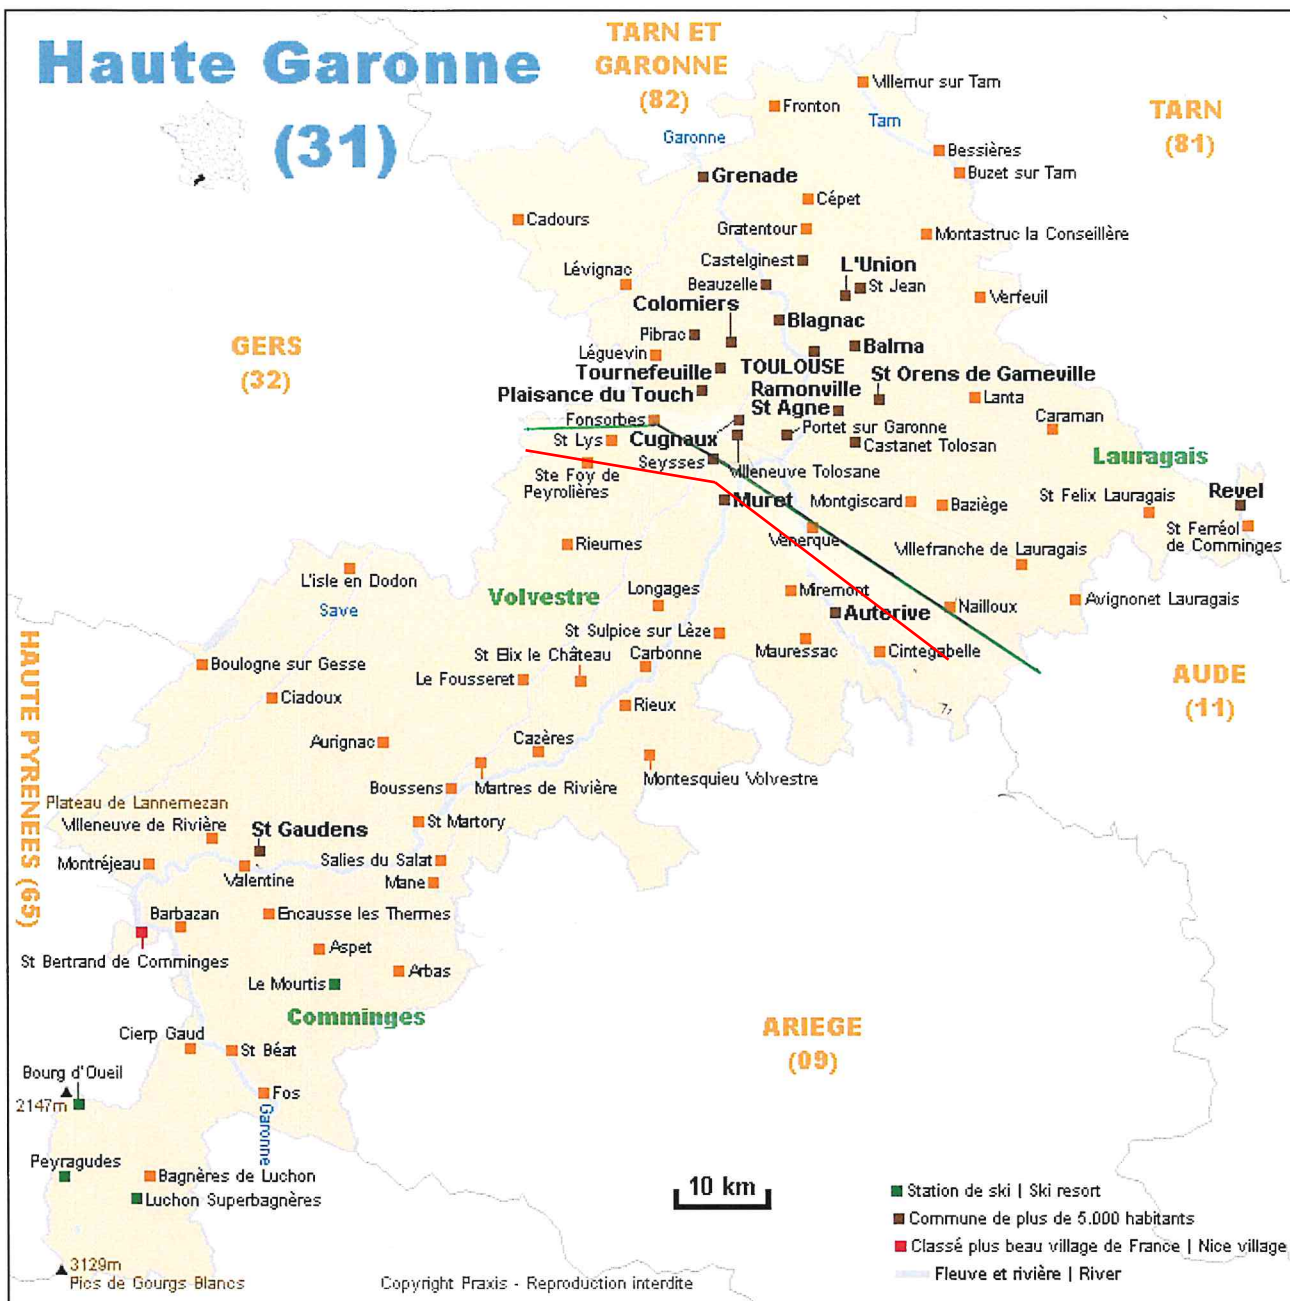 Haute Garonne
(31)
TARN ET
GARONNE
(82)
TARN
(81)
Villemur sur Tarn
Fronton
Tarn
Garonne
Bessières
Buzet sur Tarn
Grenade
Cépet
Cadours
Gratentour
Montastruc la Conseillère
Castelginest
L'Union
Lévignac
Beauzelle
St Jean
Verfeuil
Colomiers
Blagnac
Pibrac
GERS
(32)
Léguevin
Balma
Tournefeuille
TOULOUSE
St Orens de Gameville
Plaisance du Touch
Ramonville
St Agne
Lanta
Fonsorbes
Portet sur Garonne
Caraman
St Lys
Cugnaux
Castanet Tolosan
Lauragais
Seysses
Villeneuve Tolosane
Ste Foy de
Peyrolières
Muret
Montgiscard
Baziège
St Felix Lauragais
Revel
Venerque
St Ferréol
de Comminges
Rieumes
Villefranche de Lauragais
L'isle en Dodon
Volvestre
Longages
Miremont
Save
Auterive
Nailloux
Avignonet Lauragais
St Sulpice sur Lèze
HAUTE PYRENEES (65)
Boulogne sur Gesse
St Elix le Château
Carbonne
Mauressac
Cintegabelle
Le Fousseret
AUDE
(11)
Ciadoux
Rieux
Aurignac
Cazères
Montesquieu Volvestre
Boussens
Martres de Rivière
Plateau de Lannemezan
Villeneuve de Rivière
St Gaudens
St Martory
Montréjeau
Valentine
Salies du Salat
Mane
Barbazan
Encausse les Thermes
St Bertrand de Comminges
Aspet
Arbas
Le Mourtis
Comminges
ARIEGE
(09)
Cierp Gaud
St Béat
Bourg d'Oueil
2147m
Fos
Garonne
Peyragudes
Bagnères de Luchon
Luchon Superbagnères
10 km
Station de ski | Ski resort
Commune de plus de 5.000 habitants
Classé plus beau village de France | Nice village
Fleuve et rivière | River
3129m
Pics de Gourgs Blancs
Copyright Praxis - Reproduction interdite